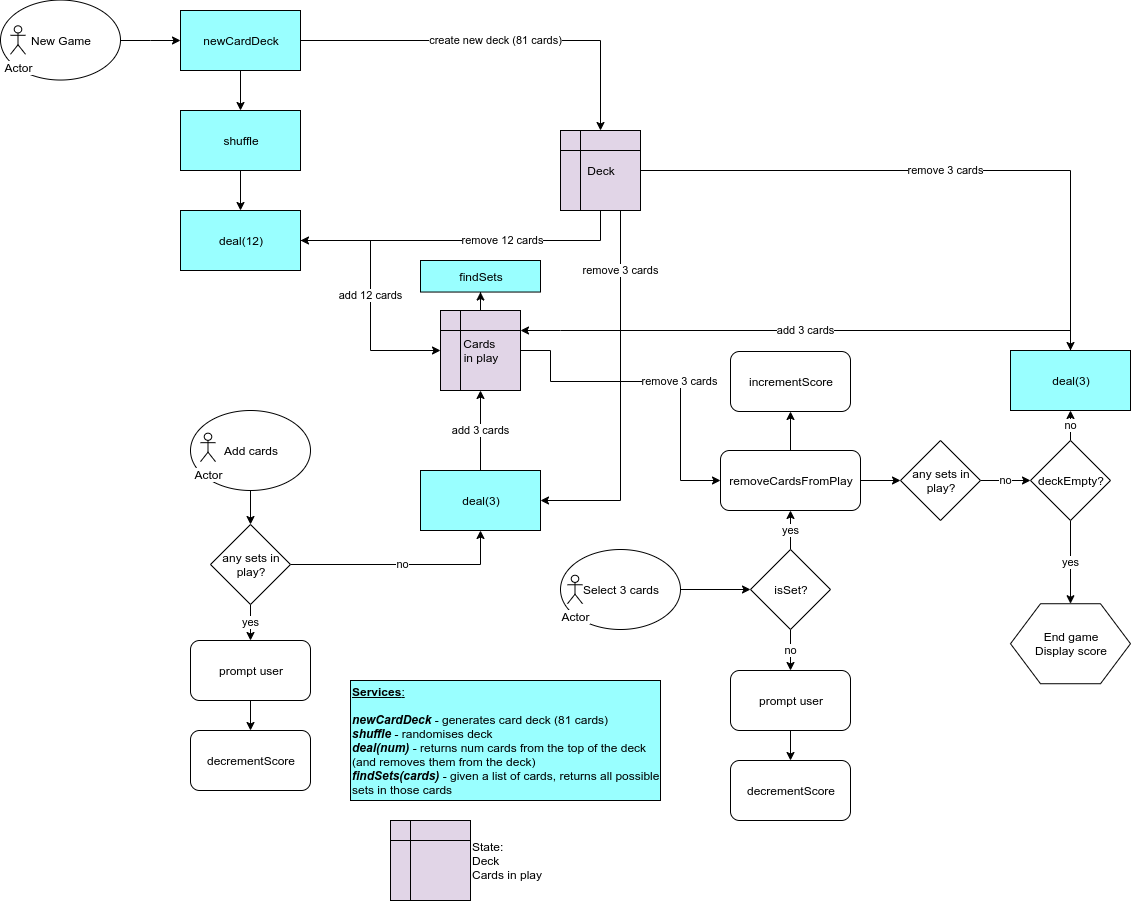 New Game
Actor
newCardDeck
create new deck (81 cards)
shuffle
Deck
remove 3 cards
deal(12)
remove 12 cards
remove 3 cards
findSets
add 12 cards
Cards
in play
add 3 cards
remove 3 cards
incrementScore
deal(3)
add 3 cards
no
Add cards
Actor
deal(3)
removeCardsFromPlay
any sets in
play?
no
deckEmpty?
yes
any sets in
play?
no
yes
Select 3 cards
Actor
isSet?
yes
no
End game
Display score
prompt user
prompt user
decrementScore
decrementScore
Services:
newCardDeck - generates card deck (81 cards)
shuffle - randomises deck
deal(num) - returns num cards from the top of the deck
(and removes them from the deck)
findSets(cards) - given a list of cards, returns all possible
sets in those cards
State:
Deck
Cards in play